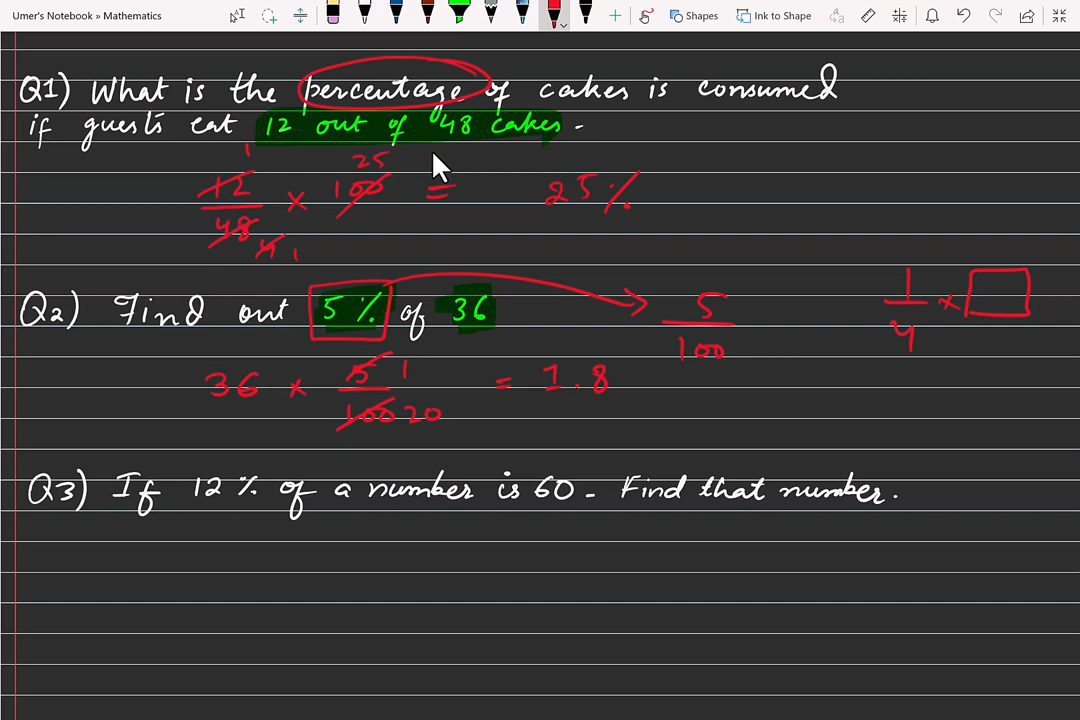 Umer's Notebook » Mathematics
Shapes
Ink to Shape
Q1) What is the percentage of cakes is consumed
if guests eat 12 out of 48 cakes.
1 25
12/48 × 100 = 25%
4 1
Q2) Find out 5% of 36
5/100
1/4 ×
36 × 5/100 = 1.8
1
20
Q3) If 12% of a number is 60. Find that number.